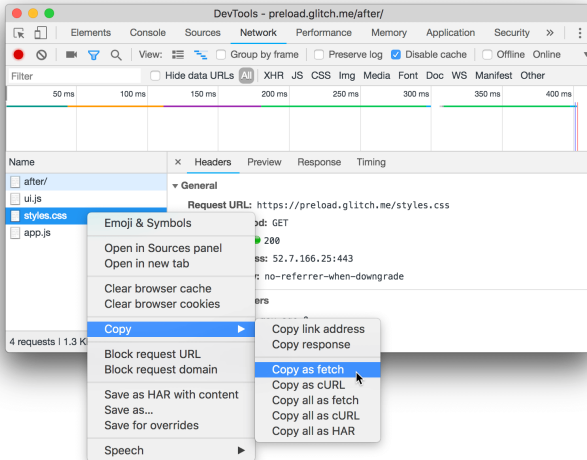 DevTools - preload.glitch.me/after/
Elements Console Sources Network Performance Memory Application Security »
View: Group by frame Preserve log Disable cache Offline Online
Filter Hide data URLs All XHR JS CSS Img Media Font Doc WS Manifest Other
50 ms 100 ms 150 ms 200 ms 250 ms 300 ms 350 ms 400 ms
Name × Headers Preview Response Timing
after/
ui.js
styles.css
app.js
▼ General
Request URL: https://preload.glitch.me/styles.css
od: GET
200
ss: 52.7.166.25:443
y: no-referrer-when-downgrade
ers
4 requests | 1.3 K
Emoji & Symbols
Open in Sources panel
Open in new tab
Clear browser cache
Clear browser cookies
Copy
Block request URL
Block request domain
Save as HAR with content
Save as...
Save for overrides
Speech
Copy link address
Copy response
Copy as fetch
Copy as cURL
Copy all as fetch
Copy all as cURL
Copy all as HAR